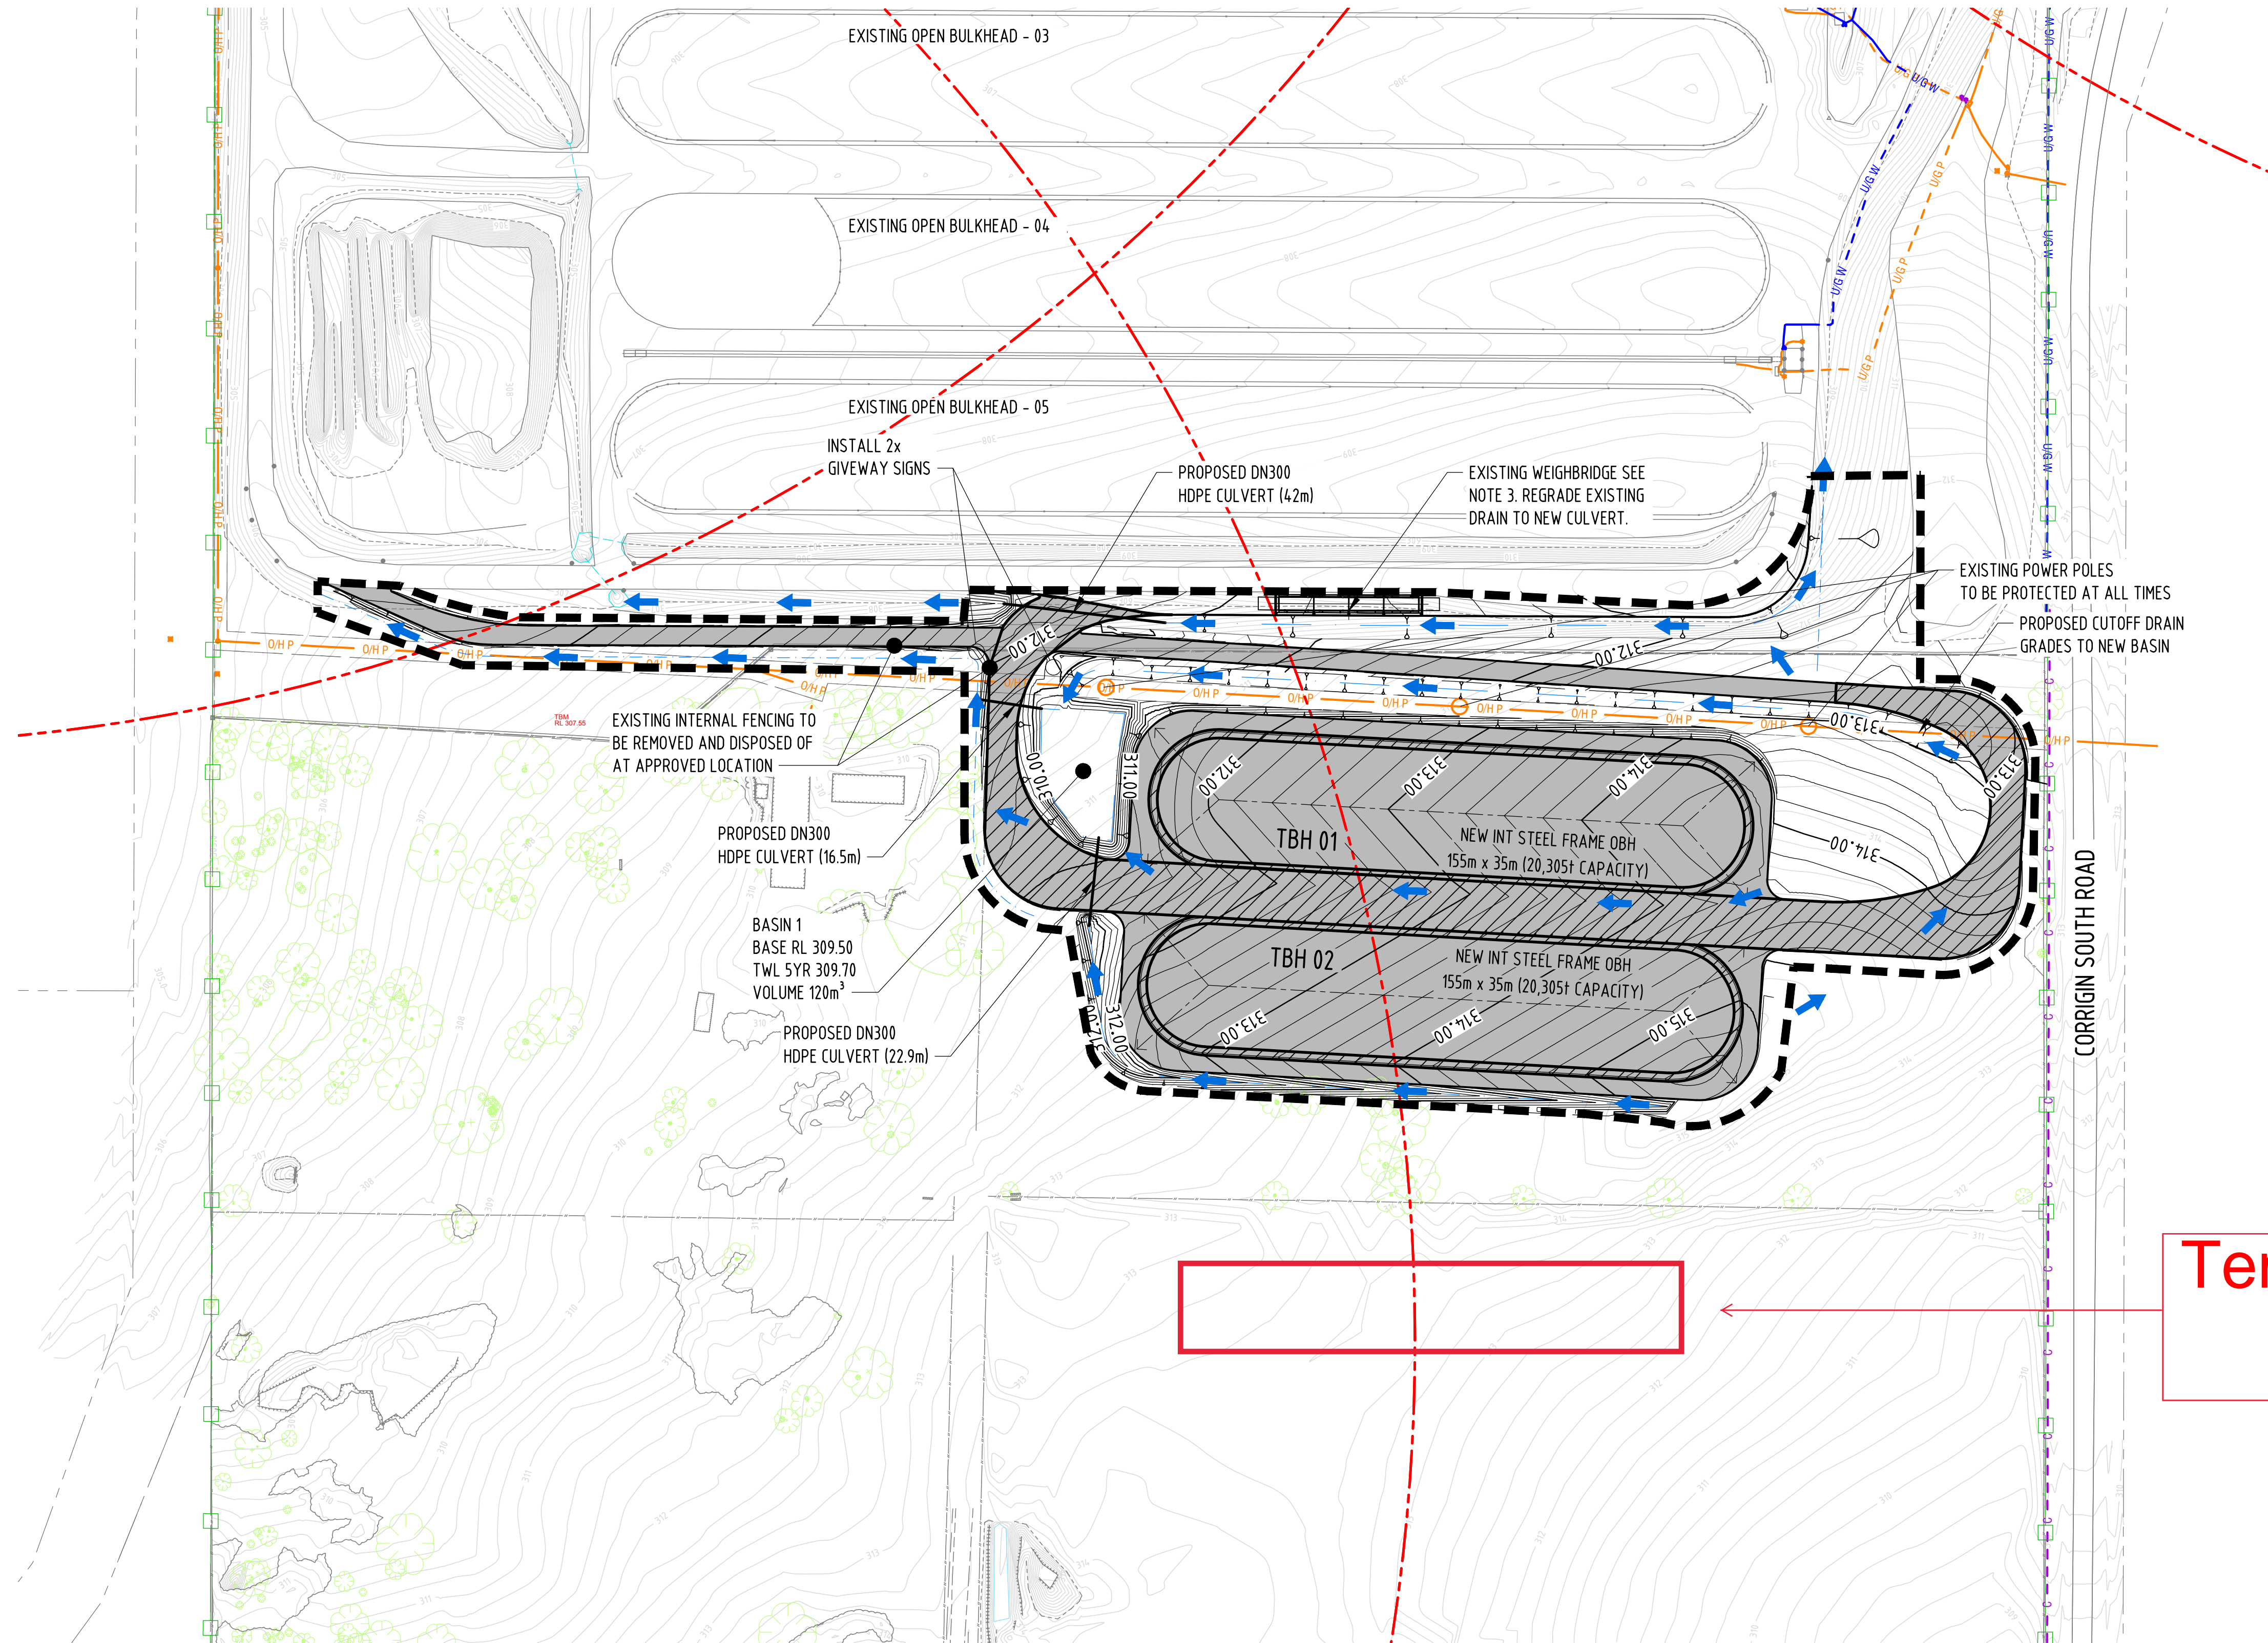 EXISTING OPEN BULKHEAD - 03
EXISTING OPEN BULKHEAD - 04
EXISTING OPEN BULKHEAD - 05
INSTALL 2x
GIVEWAY SIGNS
PROPOSED DN300
HDPE CULVERT (42m)
EXISTING WEIGHBRIDGE SEE
NOTE 3. REGRADE EXISTING
DRAIN TO NEW CULVERT.
EXISTING POWER POLES
TO BE PROTECTED AT ALL TIMES
PROPOSED CUTOFF DRAIN
GRADES TO NEW BASIN
TBM
RL 307.55
EXISTING INTERNAL FENCING TO
BE REMOVED AND DISPOSED OF
AT APPROVED LOCATION
PROPOSED DN300
HDPE CULVERT (16.5m)
BASIN 1
BASE RL 309.50
TWL 5YR 309.70
VOLUME 120m³
PROPOSED DN300
HDPE CULVERT (22.9m)
TBH 01
NEW INT STEEL FRAME OBH
155m x 35m (20,305t CAPACITY)
TBH 02
NEW INT STEEL FRAME OBH
155m x 35m (20,305t CAPACITY)
312.00
312.00
313.00
313.00
310.00
311.00
312.00
313.00
314.00
314.00
312.00
312.00
313.00
314.00
315.00
O/H P
O/H P
O/H P
O/H P
O/H P
O/H P
O/H P
O/H P
O/H P
O/H P
O/H P
O/H P
U/G W
U/G W
U/G W
U/G P
U/G P
U/G P
CORRIGIN SOUTH ROAD
Ter